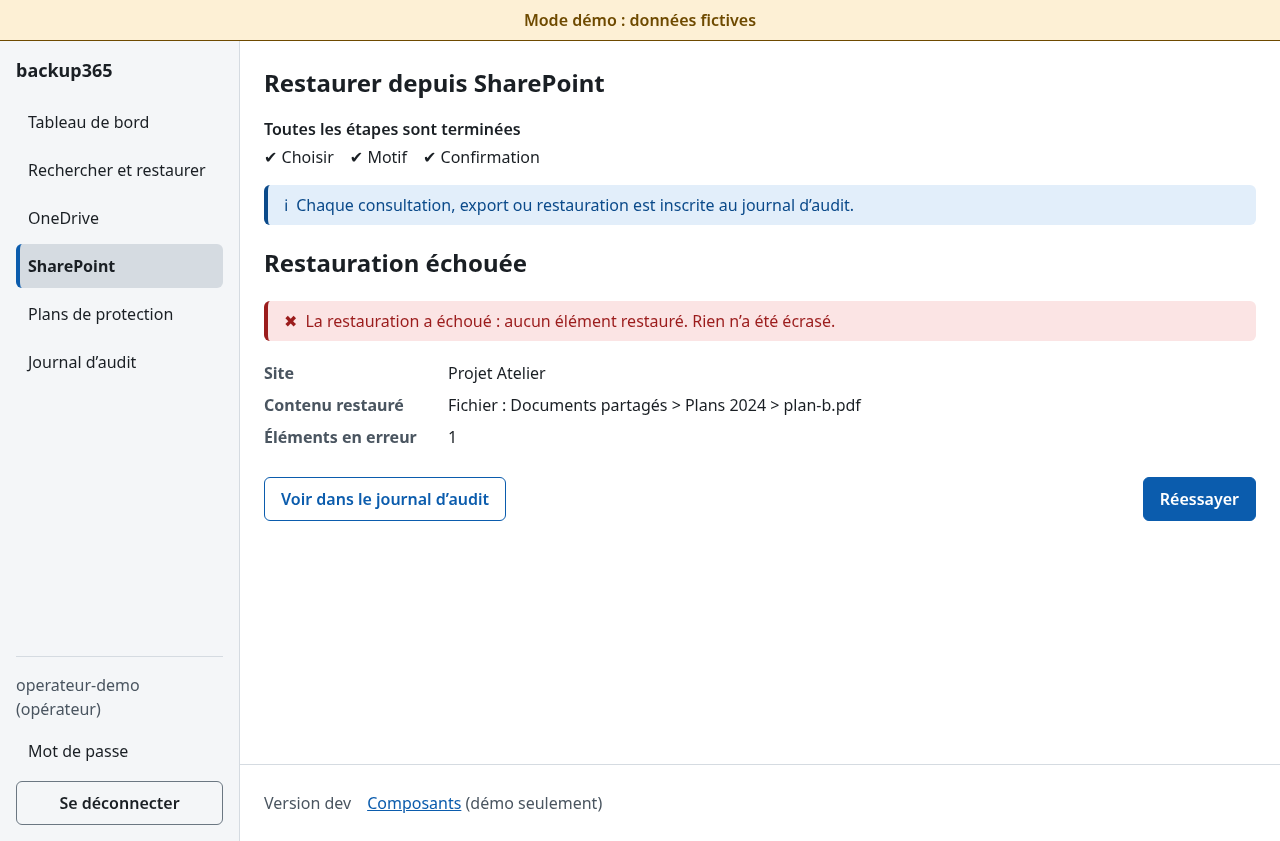 Mode démo : données fictives
backup365
Tableau de bord
Rechercher et restaurer
OneDrive
SharePoint
Plans de protection
Journal d’audit
operateur-demo
(opérateur)
Mot de passe
Se déconnecter
Restaurer depuis SharePoint
Toutes les étapes sont terminées
✔ Choisir ✔ Motif ✔ Confirmation
i Chaque consultation, export ou restauration est inscrite au journal d’audit.
Restauration échouée
✖ La restauration a échoué : aucun élément restauré. Rien n’a été écrasé.
Site Projet Atelier
Contenu restauré Fichier : Documents partagés > Plans 2024 > plan-b.pdf
Éléments en erreur 1
Voir dans le journal d’audit Réessayer
Version dev Composants (démo seulement)